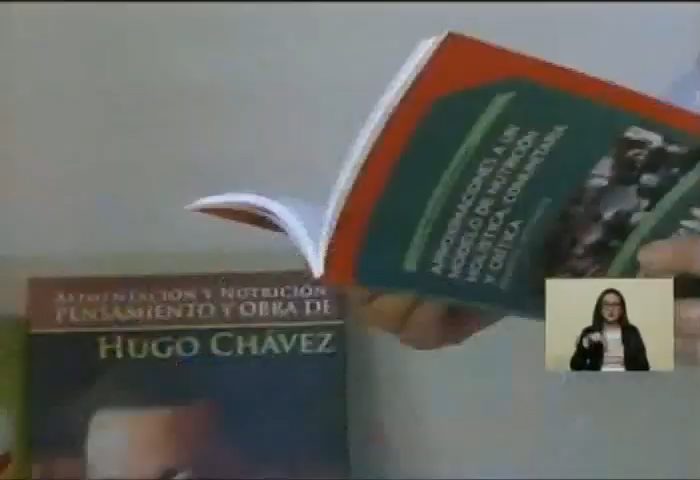 APROXIMACIONES A UN
MODELO DE NUTRICIÓN
HOLÍSTICA, COMUNITARIA
Y CRÍTICA
ALIMENTACIÓN Y NUTRICIÓN
PENSAMIENTO Y OBRA DE
HUGO CHÁVEZ